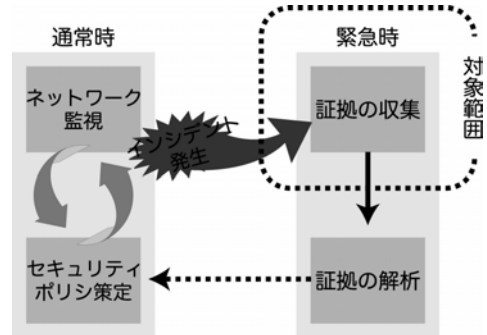 通常時
緊急時
ネットワーク
監視
インシデント
発生
証拠の収集
対象範囲
セキュリティ
ポリシ策定
証拠の解析